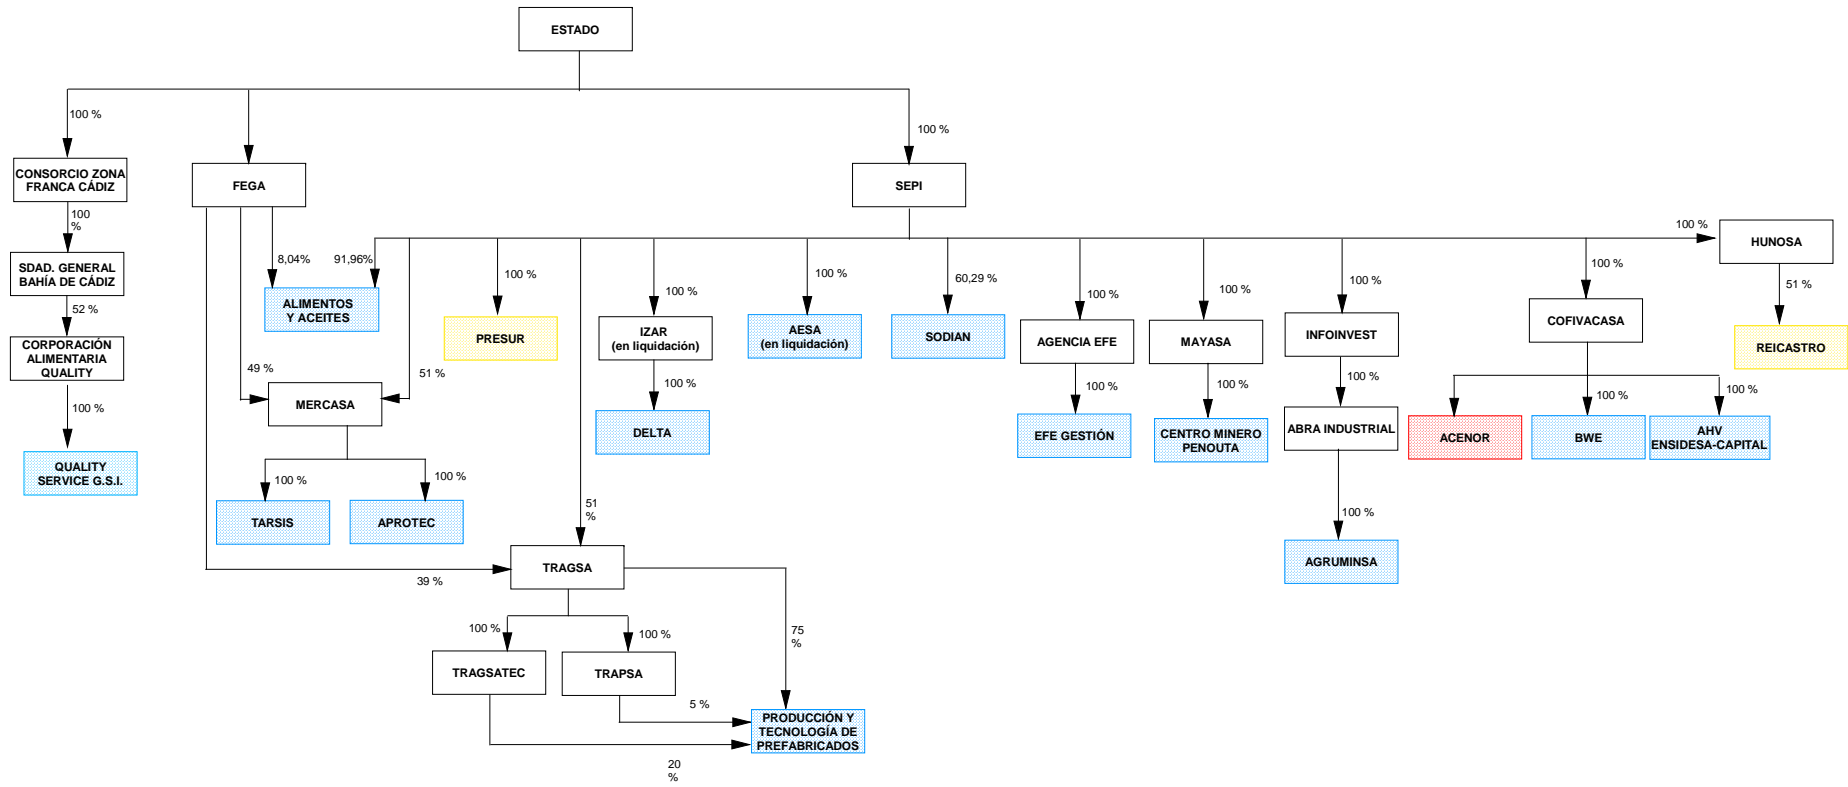 ESTADO
100 %
100 %
CONSORCIO ZONA
FRANCA CÁDIZ
FEGA
SEPI
100
%
100 %
HUNOSA
SDAD. GENERAL
BAHÍA DE CÁDIZ
8,04%
91,96%
100 %
100 %
100 %
60,29 %
100 %
100 %
100 %
100 %
51 %
ALIMENTOS
Y ACEITES
52 %
PRESUR
IZAR
(en liquidación)
AESA
(en liquidación)
SODIAN
AGENCIA EFE
MAYASA
INFOINVEST
COFIVACASA
REICASTRO
CORPORACIÓN
ALIMENTARIA
QUALITY
49 %
51 %
100 %
100 %
100 %
100 %
100 %
100 %
100 %
MERCASA
DELTA
EFE GESTIÓN
CENTRO MINERO
PENOUTA
ABRA INDUSTRIAL
ACENOR
BWE
AHV
ENSIDESA-CAPITAL
QUALITY
SERVICE G.S.I.
100 %
100 %
TARSIS
APROTEC
51
%
100 %
TRAGSA
AGRUMINSA
39 %
100 %
100 %
75
%
TRAGSATEC
TRAPSA
5 %
PRODUCCIÓN Y
TECNOLOGÍA DE
PREFABRICADOS
20
%